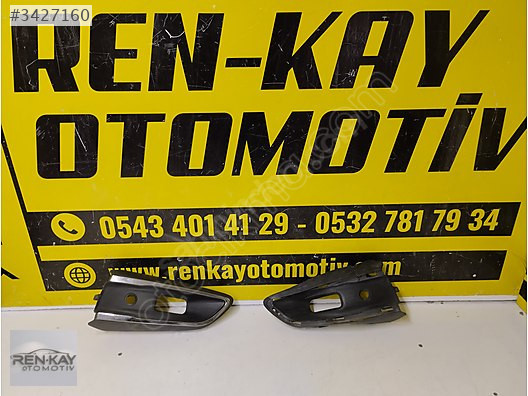 #3427160
REN-KAY
OTOMOTİV
0543 401 41 29 - 0532 781 79 34
www.renkayotomotiv.com
REN-KAY
OTOMOTİV